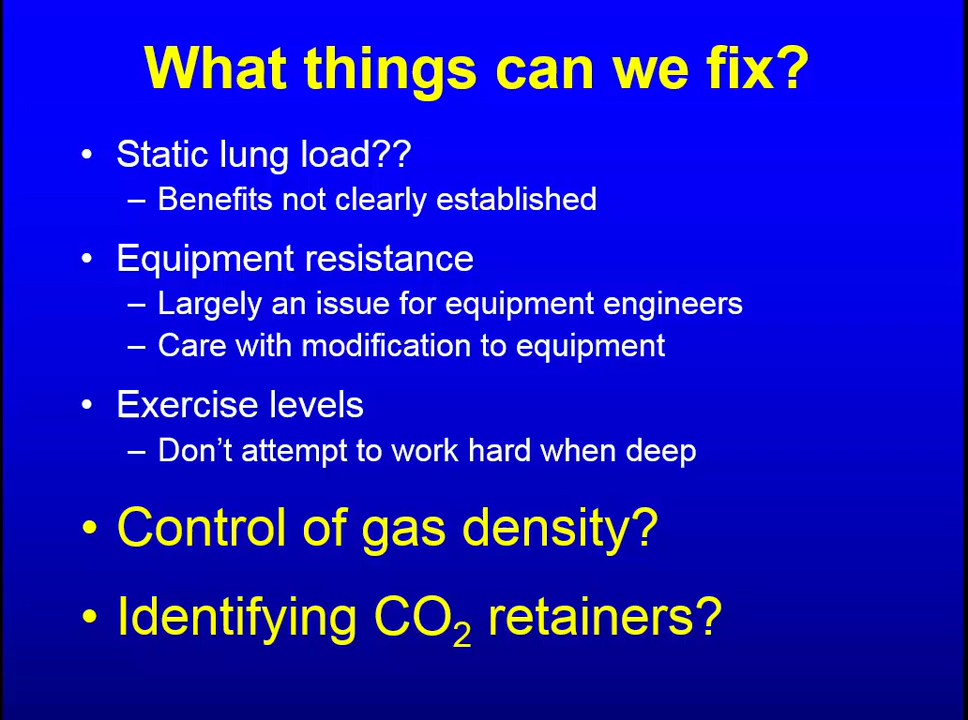 What things can we fix?
• Static lung load??
– Benefits not clearly established
• Equipment resistance
– Largely an issue for equipment engineers
– Care with modification to equipment
• Exercise levels
– Don’t attempt to work hard when deep
• Control of gas density?
• Identifying CO₂ retainers?